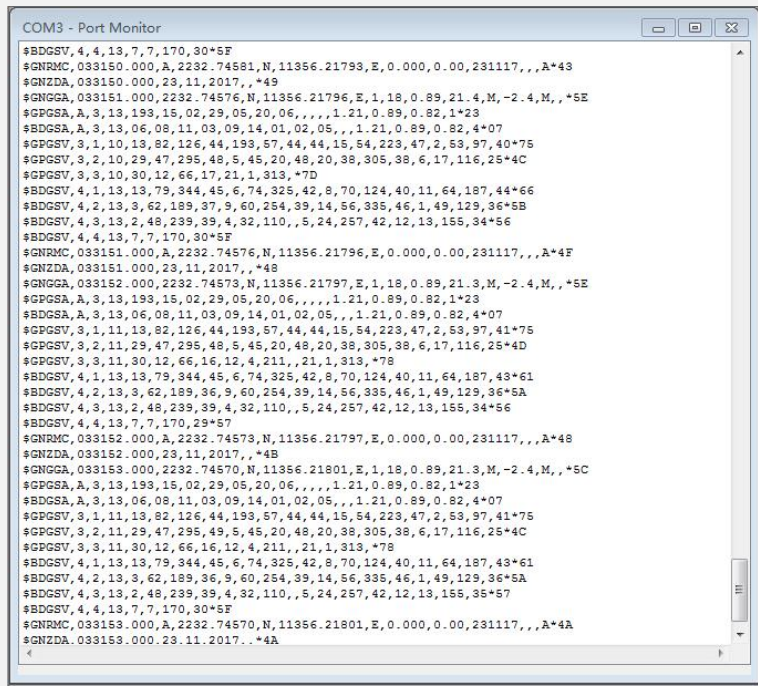 COM3 - Port Monitor
$BDGSV,4,4,13,7,7,170,30*5F
$GNRMC,033150.000,A,2232.74581,N,11356.21793,E,0.000,0.00,231117,,,A*43
$GNZDA,033150.000,23,11,2017,,*49
$GNGGA,033151.000,2232.74576,N,11356.21796,E,1,18,0.89,21.4,M,-2.4,M,,*5E
$GPGSA,A,3,13,193,15,02,29,05,20,06,,,,,1.21,0.89,0.82,1*23
$BDGSA,A,3,13,06,08,11,03,09,14,01,02,05,,,1.21,0.89,0.82,4*07
$GPGSV,3,1,10,13,82,126,44,193,57,44,44,15,54,223,47,2,53,97,40*75
$GPGSV,3,2,10,29,47,295,48,5,45,20,48,20,38,305,38,6,17,116,25*4C
$GPGSV,3,3,10,30,12,66,17,21,1,313,*7D
$BDGSV,4,1,13,13,79,344,45,6,74,325,42,8,70,124,40,11,64,187,44*66
$BDGSV,4,2,13,3,62,189,37,9,60,254,39,14,56,335,46,1,49,129,36*5B
$BDGSV,4,3,13,2,48,239,39,4,32,110,,5,24,257,42,12,13,155,34*56
$BDGSV,4,4,13,7,7,170,30*5F
$GNRMC,033151.000,A,2232.74576,N,11356.21796,E,0.000,0.00,231117,,,A*4F
$GNZDA,033151.000,23,11,2017,,*48
$GNGGA,033152.000,2232.74573,N,11356.21797,E,1,18,0.89,21.3,M,-2.4,M,,*5E
$GPGSA,A,3,13,193,15,02,29,05,20,06,,,,,1.21,0.89,0.82,1*23
$BDGSA,A,3,13,06,08,11,03,09,14,01,02,05,,,1.21,0.89,0.82,4*07
$GPGSV,3,1,11,13,82,126,44,193,57,44,44,15,54,223,47,2,53,97,41*75
$GPGSV,3,2,11,29,47,295,48,5,45,20,48,20,38,305,38,6,17,116,25*4D
$GPGSV,3,3,11,30,12,66,16,12,4,211,,21,1,313,*78
$BDGSV,4,1,13,13,79,344,45,6,74,325,42,8,70,124,40,11,64,187,43*61
$BDGSV,4,2,13,3,62,189,36,9,60,254,39,14,56,335,46,1,49,129,36*5A
$BDGSV,4,3,13,2,48,239,39,4,32,110,,5,24,257,42,12,13,155,34*56
$BDGSV,4,4,13,7,7,170,29*57
$GNRMC,033152.000,A,2232.74573,N,11356.21797,E,0.000,0.00,231117,,,A*48
$GNZDA,033152.000,23,11,2017,,*4B
$GNGGA,033153.000,2232.74570,N,11356.21801,E,1,18,0.89,21.3,M,-2.4,M,,*5C
$GPGSA,A,3,13,193,15,02,29,05,20,06,,,,,1.21,0.89,0.82,1*23
$BDGSA,A,3,13,06,08,11,03,09,14,01,02,05,,,1.21,0.89,0.82,4*07
$GPGSV,3,1,11,13,82,126,44,193,57,44,44,15,54,223,47,2,53,97,41*75
$GPGSV,3,2,11,29,47,295,49,5,45,20,48,20,38,305,38,6,17,116,25*4C
$GPGSV,3,3,11,30,12,66,16,12,4,211,,21,1,313,*78
$BDGSV,4,1,13,13,79,344,45,6,74,325,42,8,70,124,40,11,64,187,43*61
$BDGSV,4,2,13,3,62,189,36,9,60,254,39,14,56,335,46,1,49,129,36*5A
$BDGSV,4,3,13,2,48,239,39,4,32,110,,5,24,257,42,12,13,155,35*57
$BDGSV,4,4,13,7,7,170,30*5F
$GNRMC,033153.000,A,2232.74570,N,11356.21801,E,0.000,0.00,231117,,,A*4A
$GNZDA,033153.000,23,11,2017,,*4A